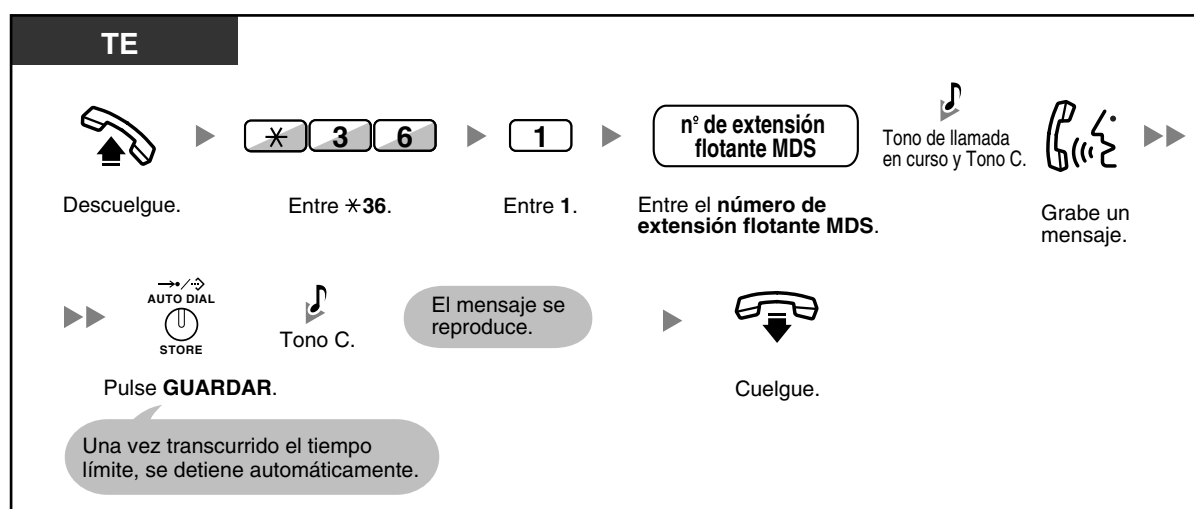 TE
* 3 6
1
nº de extensión
flotante MDS
Tono de llamada
en curso y Tono C.
Descuelgue.
Entre *36.
Entre 1.
Entre el número de
extensión flotante MDS.
Grabe un
mensaje.
AUTO DIAL
STORE
Tono C.
El mensaje se
reproduce.
Pulse GUARDAR.
Cuelgue.
Una vez transcurrido el tiempo
límite, se detiene automáticamente.